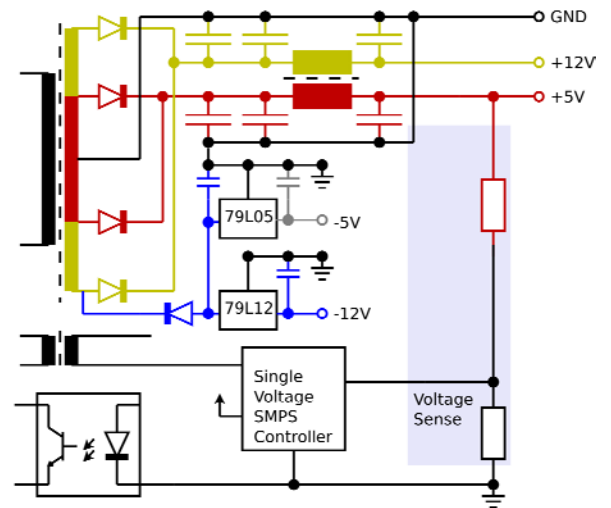 GND
+12V
+5V
79L05
-5V
79L12
-12V
Single
Voltage
SMPS
Controller
Voltage
Sense